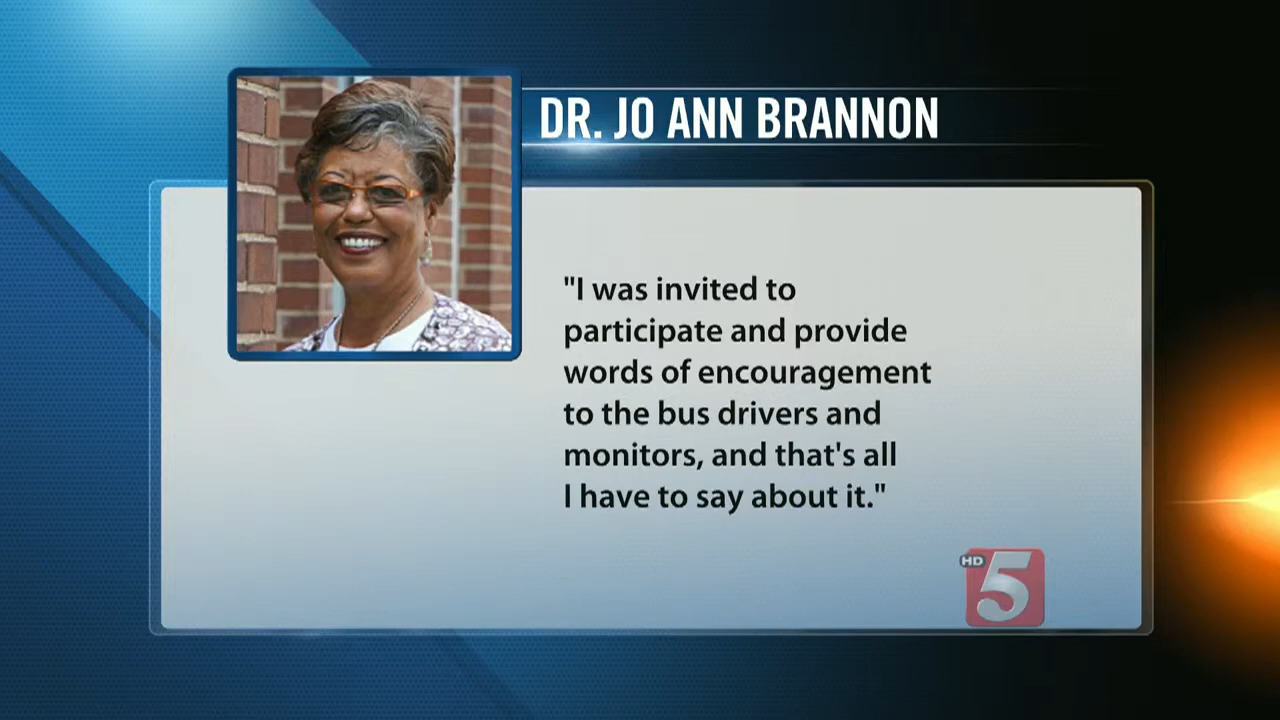 DR. JO ANN BRANNON
"I was invited to
participate and provide
words of encouragement
to the bus drivers and
monitors, and that's all
I have to say about it."
HD
5